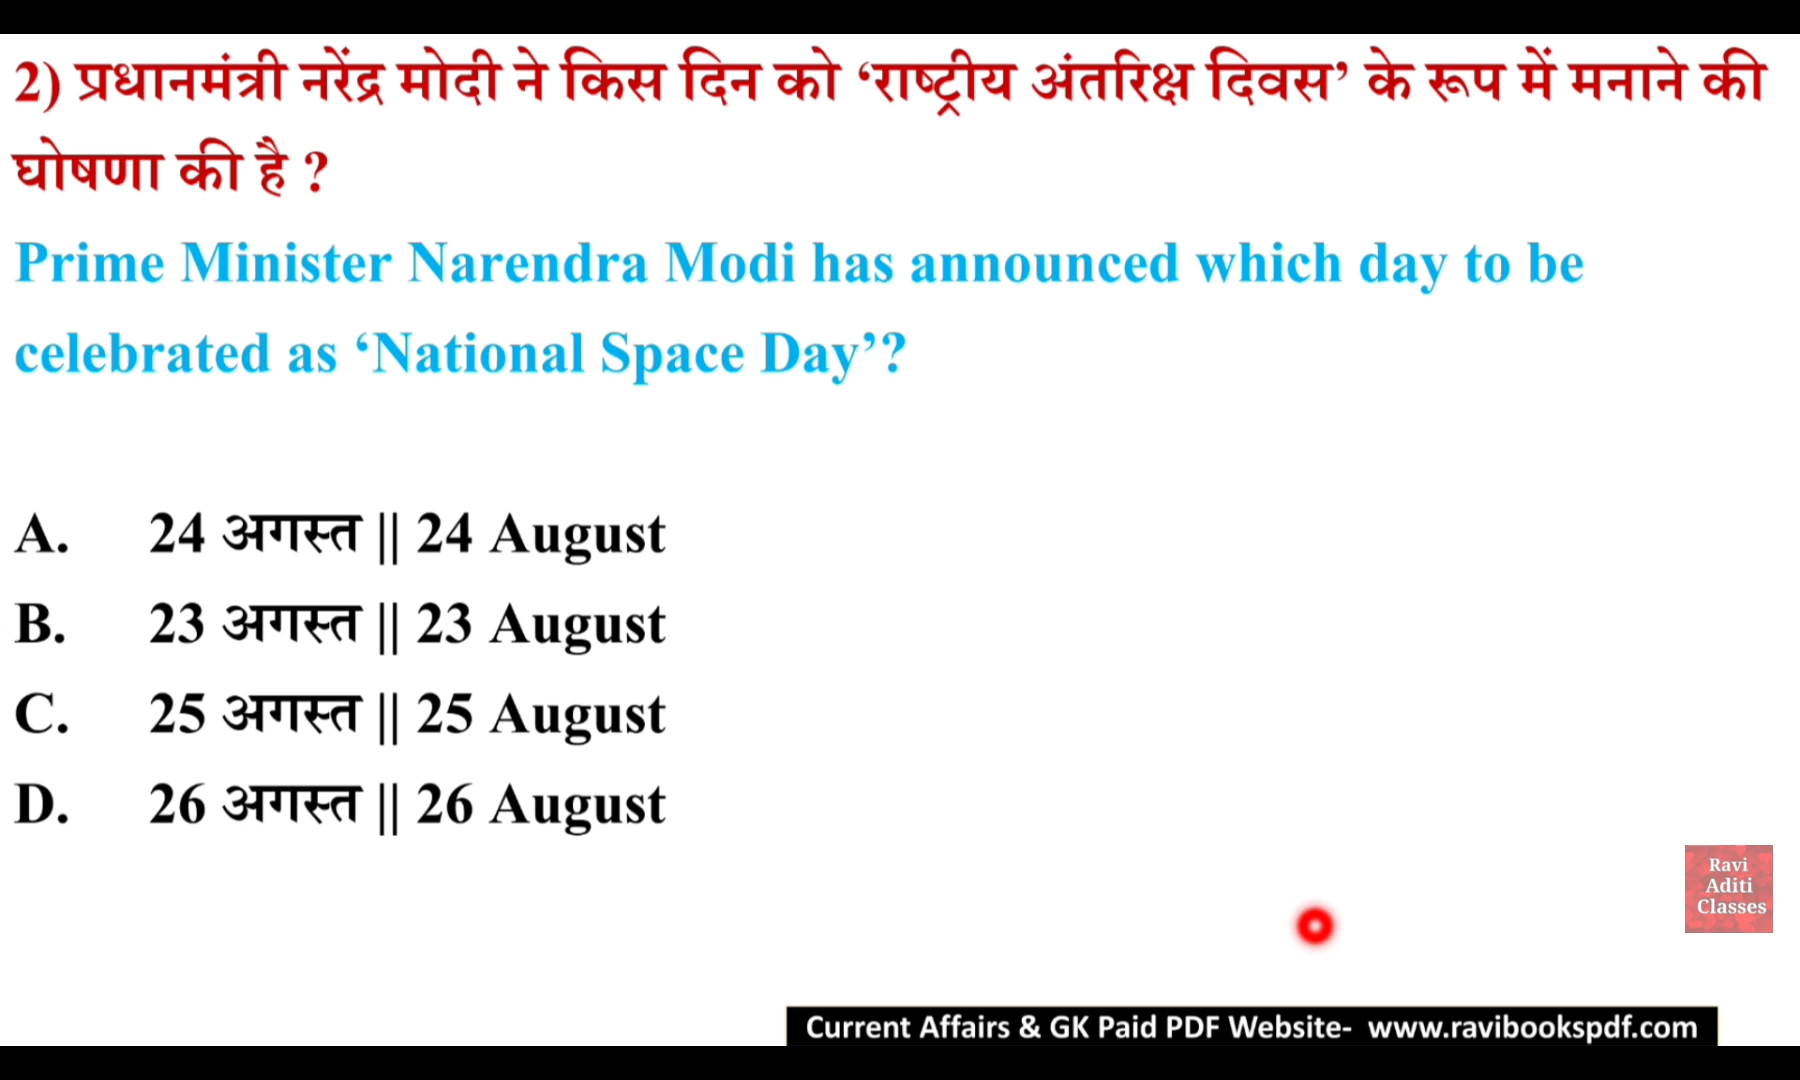 2) प्रधानमंत्री नरेंद्र मोदी ने किस दिन को ‘राष्ट्रीय अंतरिक्ष दिवस’ के रूप में मनाने की
घोषणा की है ?
Prime Minister Narendra Modi has announced which day to be
celebrated as ‘National Space Day’?
A. 24 अगस्त || 24 August
B. 23 अगस्त || 23 August
C. 25 अगस्त || 25 August
D. 26 अगस्त || 26 August
Ravi
Aditi
Classes
Current Affairs & GK Paid PDF Website- www.ravibookspdf.com